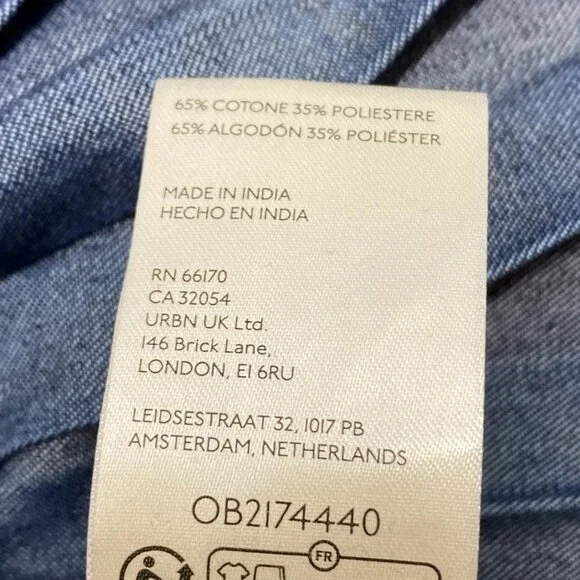 65% COTONE 35% POLIESTERE
65% ALGODÓN 35% POLIÉSTER
MADE IN INDIA
HECHO EN INDIA
RN 66170
CA 32054
URBN UK Ltd.
146 Brick Lane,
LONDON, E1 6RU
LEIDSESTRAAT 32, 1017 PB
AMSTERDAM, NETHERLANDS
OB2174440
FR